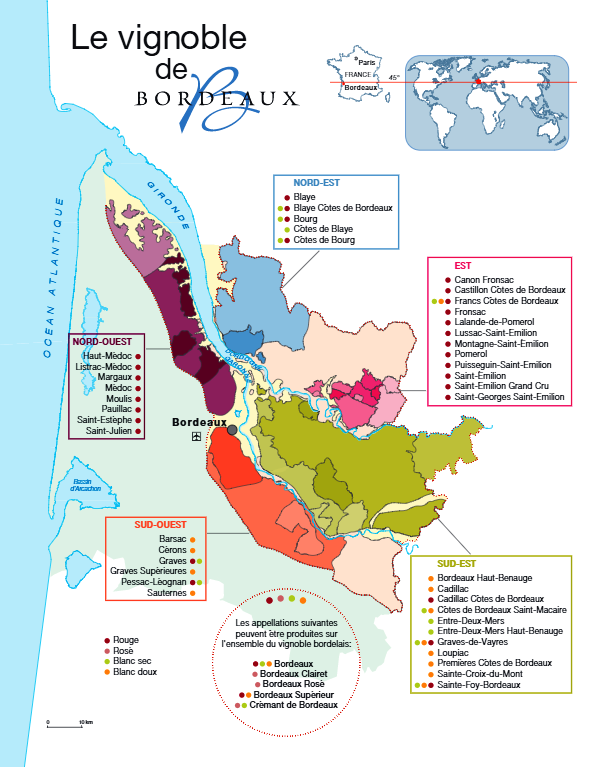 Le vignoble
de
BORDEAUX
Paris
FRANCE
Bordeaux
45°
OCEAN ATLANTIQUE
GIRONDE
NORD-EST
Blaye
Blaye Côtes de Bordeaux
Bourg
Côtes de Blaye
Côtes de Bourg
EST
Canon Fronsac
Castillon Côtes de Bordeaux
Francs Côtes de Bordeaux
Fronsac
Lalande-de-Pomerol
Lussac-Saint-Emilion
Montagne-Saint-Emilion
Pomerol
Puisseguin-Saint-Emilion
Saint-Emilion
Saint-Emilion Grand Cru
Saint-Georges Saint-Emilion
NORD-OUEST
Haut-Médoc
Listrac-Médoc
Margaux
Médoc
Moulis
Pauillac
Saint-Estèphe
Saint-Julien
DORDOGNE
Bordeaux
Bassin
d'Arcachon
SUD-OUEST
Barsac
Cérons
Graves
Graves Supérieures
Pessac-Léognan
Sauternes
SUD-EST
Bordeaux Haut-Benauge
Cadillac
Cadillac Côtes de Bordeaux
Côtes de Bordeaux Saint-Macaire
Entre-Deux-Mers
Entre-Deux-Mers Haut-Benauge
Graves-de-Vayres
Loupiac
Premières Côtes de Bordeaux
Sainte-Croix-du-Mont
Sainte-Foy-Bordeaux
Les appellations suivantes
peuvent être produites sur
l'ensemble du vignoble bordelais:
Bordeaux
Bordeaux Clairet
Bordeaux Rosé
Bordeaux Supérieur
Crémant de Bordeaux
Rouge
Rosé
Blanc sec
Blanc doux
0 10 km